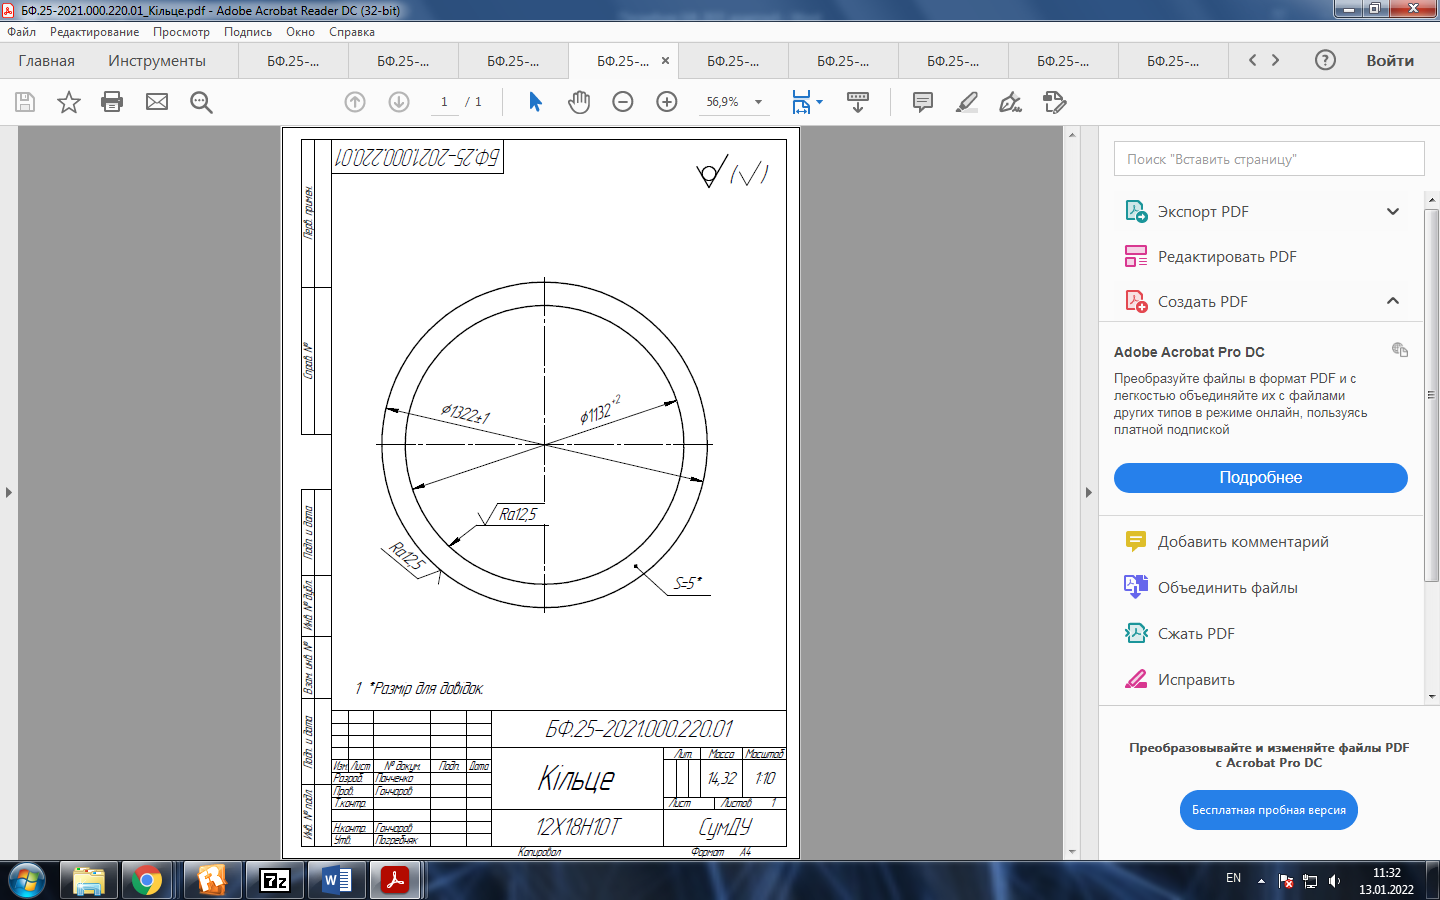 БФ.25-2021.000.220.01_Кільце.pdf - Adobe Acrobat Reader DC (32-bit)
Файл Редактирование Просмотр Подпись Окно Справка
Главная Инструменты БФ.25-... БФ.25-... БФ.25-... БФ.25-... БФ.25-... БФ.25-... БФ.25-... БФ.25-... БФ.25-... Войти
1 / 1 56,9%
БФ.25-2021.000.220.01
(√)
Перв. примен.
Справ. №
Подп. и дата
Инв. № дубл.
Взам. инв. №
Подп. и дата
Инв. № подл.
ϕ1322±1
ϕ1132+2
Ra12,5
Ra12,5
S=5*
1 *Розмір для довідок.
БФ.25-2021.000.220.01
Изм. Лист № докум. Подп. Дата
Разраб. Панченко
Пров. Гончаров
Т.контр.
Н.контр. Гончаров
Утв. Погребняк
Кільце
Лит. Масса Масштаб
14,32 1:10
Лист Листов 1
12Х18Н10Т
СумДУ
Копировал Формат А4
Поиск "Вставить страницу"
Экспорт PDF
Редактировать PDF
Создать PDF
Adobe Acrobat Pro DC
Преобразуйте файлы в формат PDF и с
легкостью объединяйте их с файлами
других типов в режиме онлайн, пользуясь
платной подпиской
Подробнее
Добавить комментарий
Объединить файлы
Сжать PDF
Исправить
Преобразовывайте и изменяйте файлы PDF
с Acrobat Pro DC
Бесплатная пробная версия
7z
EN
11:32
13.01.2022